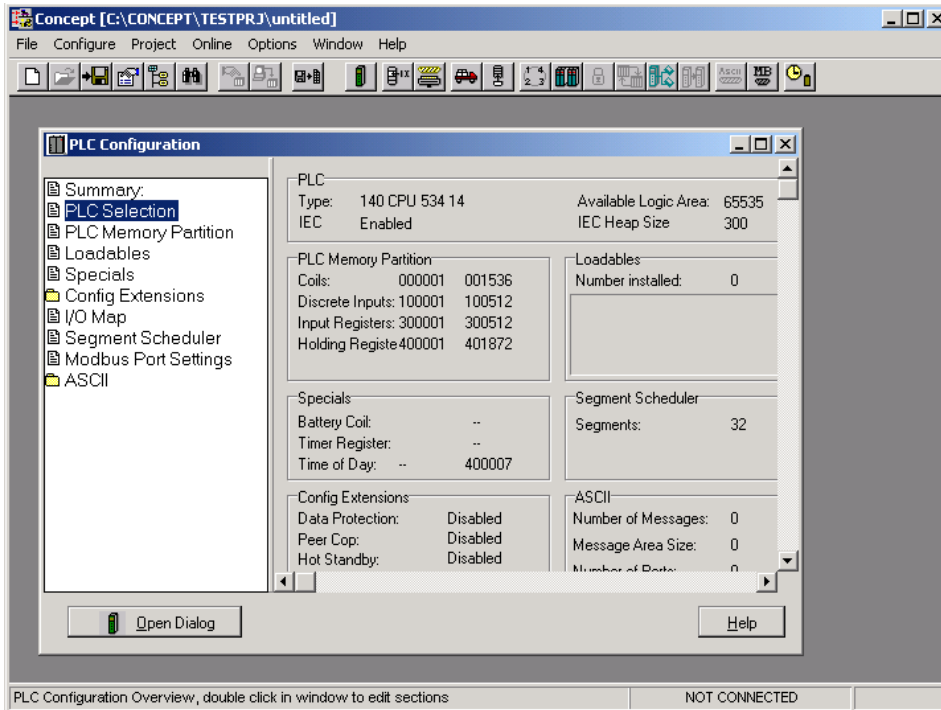 Concept [C:\CONCEPT\TESTPRJ\untitled]
File Configure Project Online Options Window Help
PLC Configuration
Summary:
PLC Selection
PLC Memory Partition
Loadables
Specials
Config Extensions
I/O Map
Segment Scheduler
Modbus Port Settings
ASCII
PLC
Type: 140 CPU 534 14 Available Logic Area: 65535
IEC Enabled IEC Heap Size 300
PLC Memory Partition
Coils: 000001 001536
Discrete Inputs: 100001 100512
Input Registers: 300001 300512
Holding Registe 400001 401872
Loadables
Number installed: 0
Specials
Battery Coil: --
Timer Register: --
Time of Day: -- 400007
Segment Scheduler
Segments: 32
Config Extensions
Data Protection: Disabled
Peer Cop: Disabled
Hot Standby: Disabled
ASCII
Number of Messages: 0
Message Area Size: 0
Number of Ports: 0
Open Dialog
Help
PLC Configuration Overview, double click in window to edit sections
NOT CONNECTED